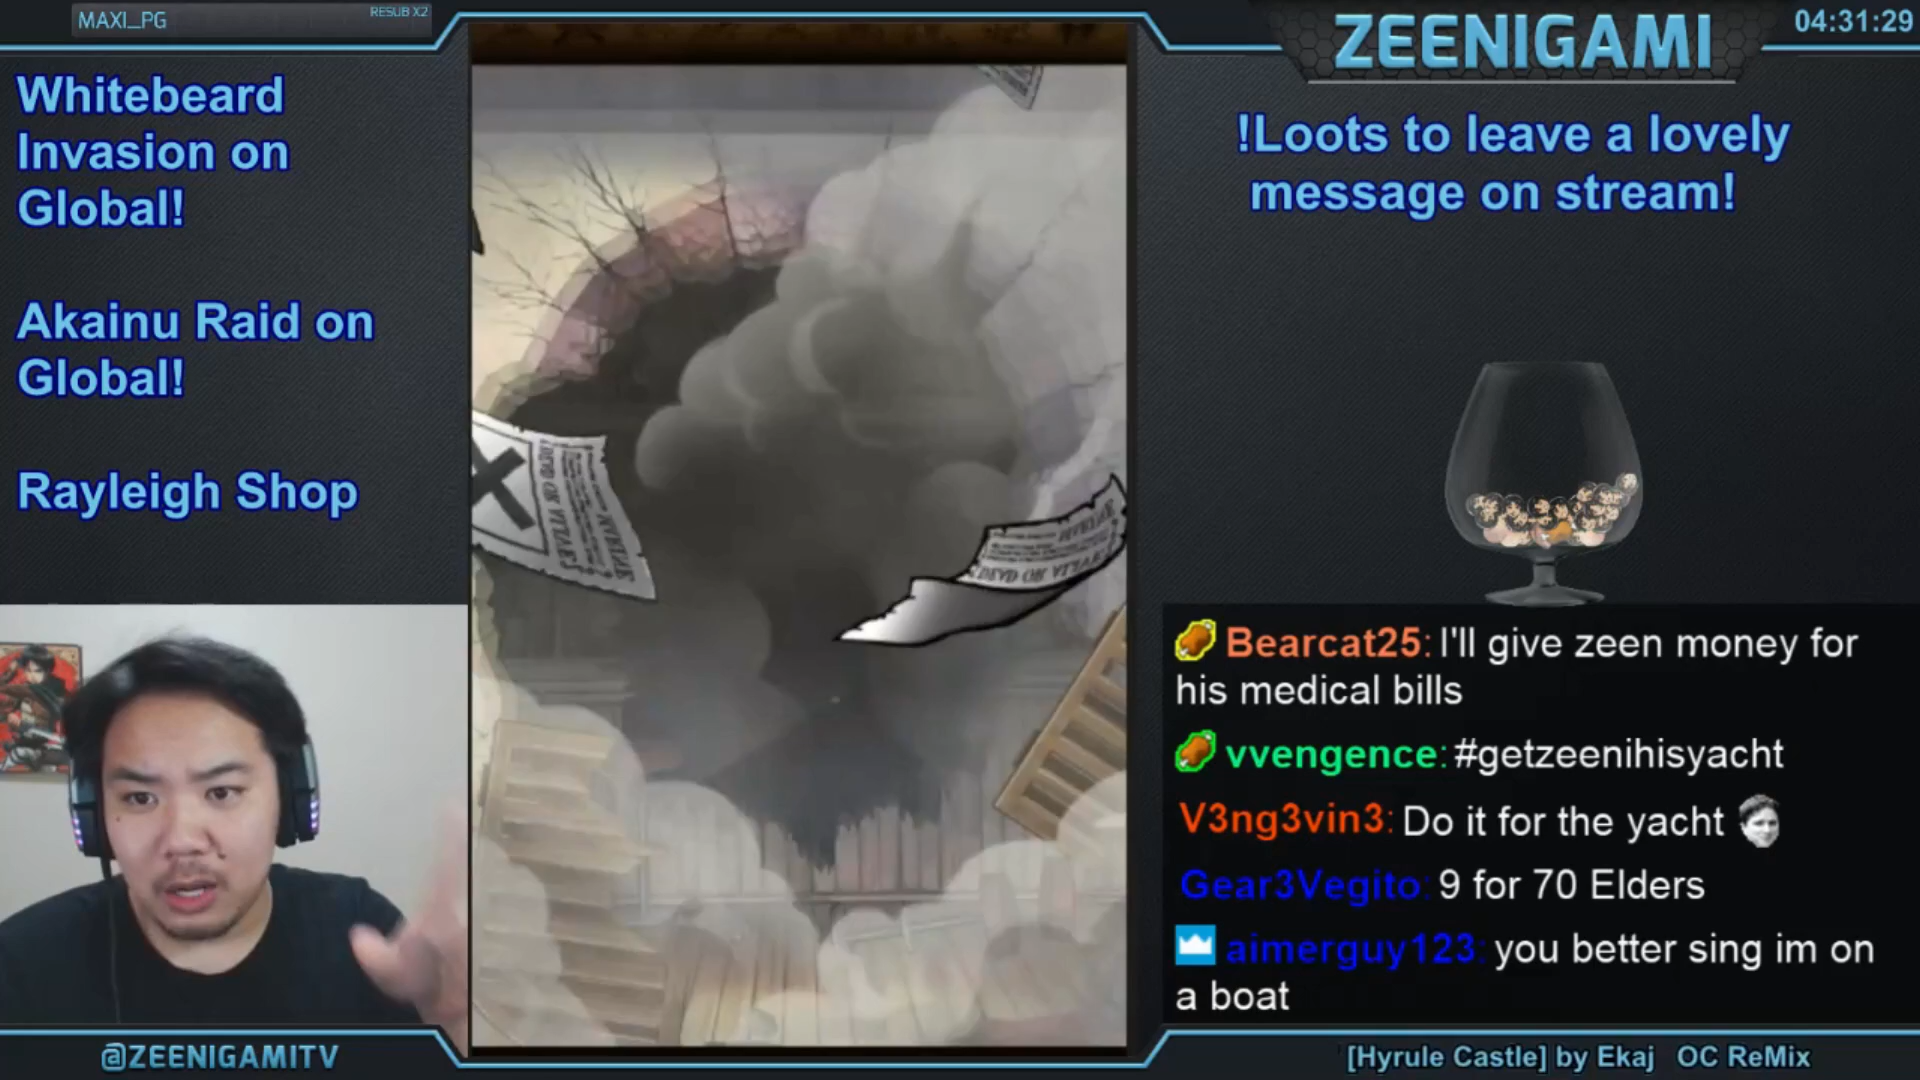 MAXI_PG
RESUB X2
ZEENIGAMI
04:31:29
Whitebeard
Invasion on
Global!
Akainu Raid on
Global!
Rayleigh Shop
!Loots to leave a lovely
message on stream!
Bearcat25: I'll give zeen money for
his medical bills
vvengence: #getzeenihisyacht
V3ng3vin3: Do it for the yacht
Gear3Vegito: 9 for 70 Elders
aimerguy123: you better sing im on
a boat
@ZEENIGAMITV
[Hyrule Castle] by Ekaj OC ReMix